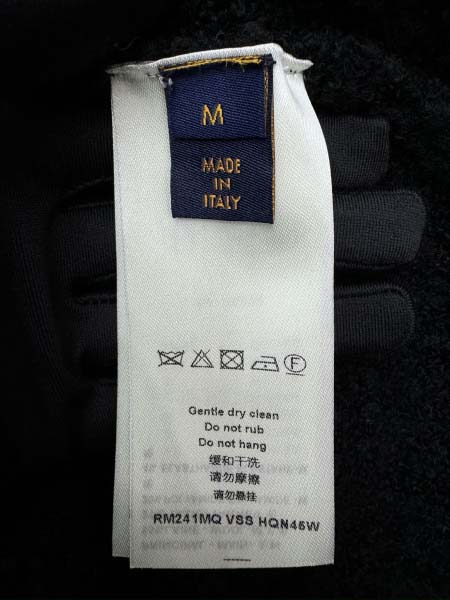 M
MADE
IN
ITALY
F
Gentle dry clean
Do not rub
Do not hang
缓和干洗
请勿摩擦
请勿悬挂
RM241MQ VSS HQN46W